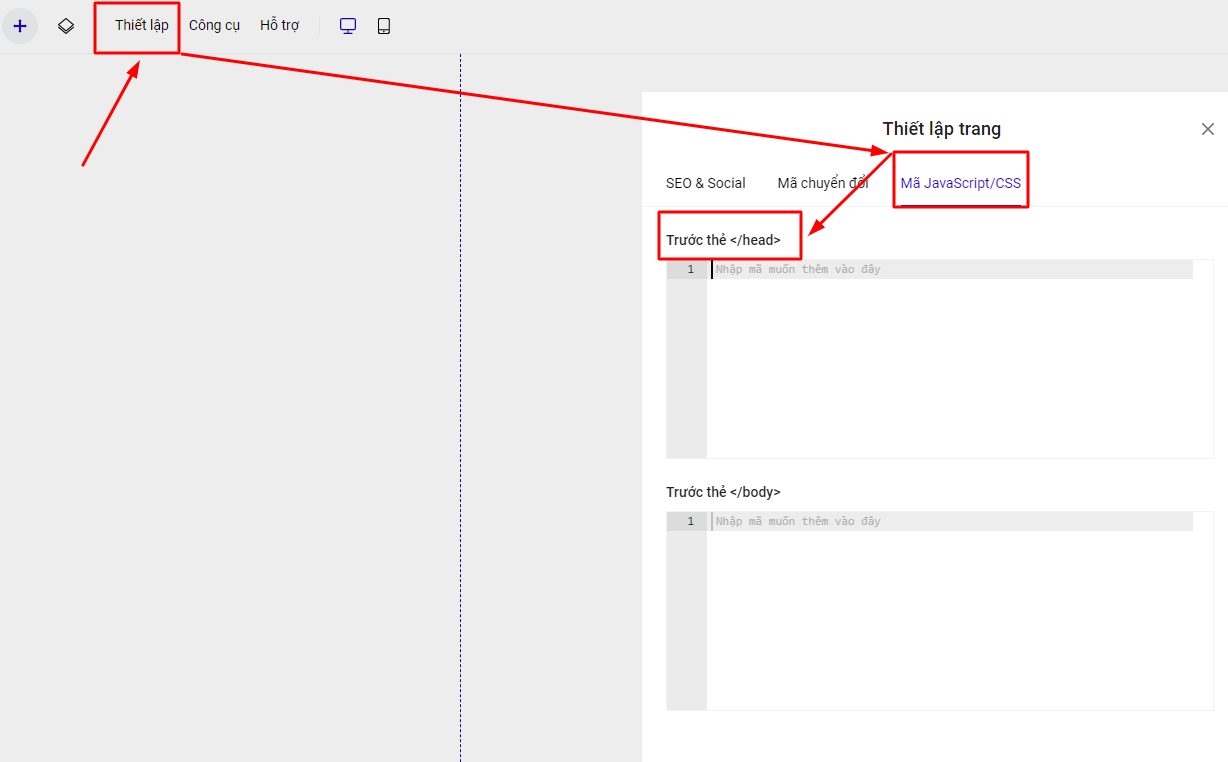 Thiết lập Công cụ Hỗ trợ
Thiết lập trang
SEO & Social Mã chuyển đổi Mã JavaScript/CSS
Trước thẻ </head>
1 Nhập mã muốn thêm vào đây
Trước thẻ </body>
1 Nhập mã muốn thêm vào đây